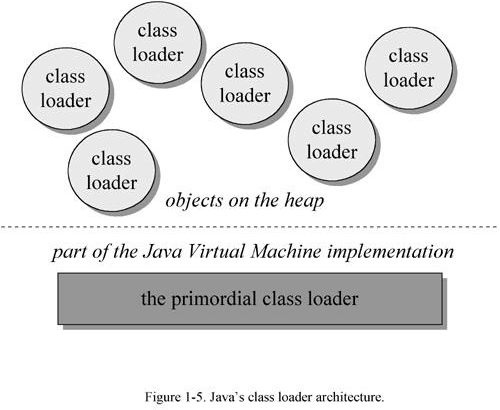 class
loader
class
loader
class
loader
class
loader
class
loader
class
loader
objects on the heap
part of the Java Virtual Machine implementation
the primordial class loader
Figure 1-5. Java`s class loader architecture.